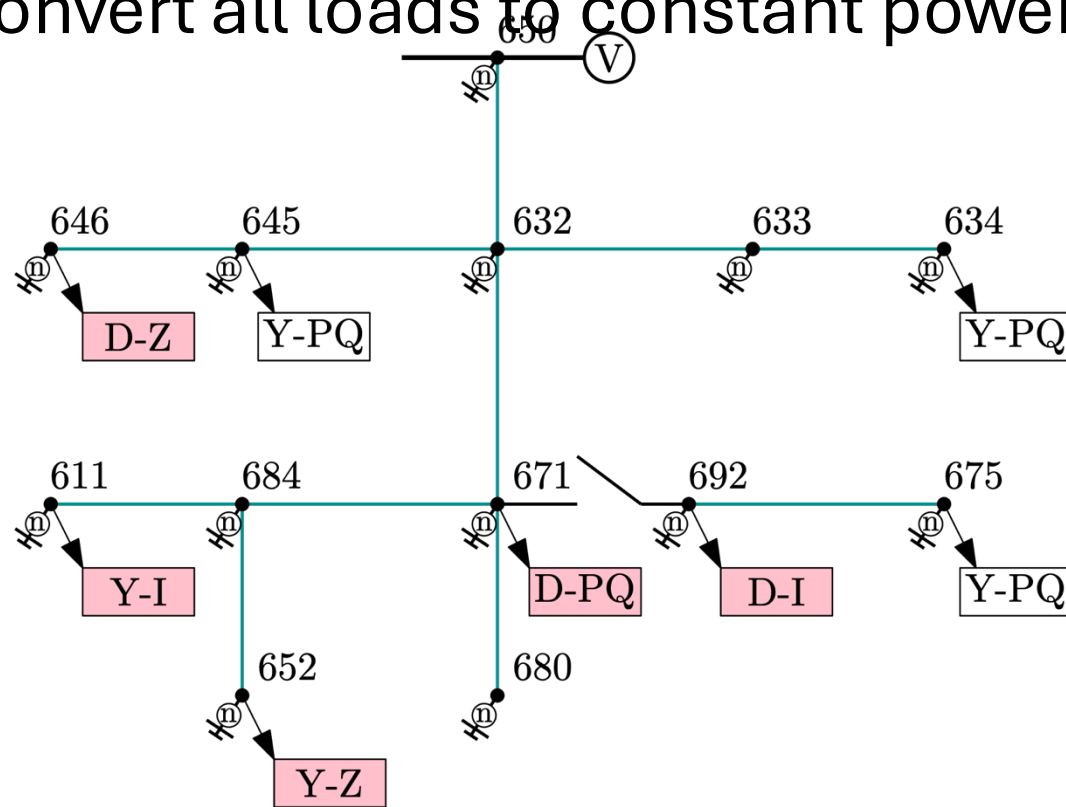 onvert all loads to constant power
650
V
n
646 645 632 633 634
n n n n n
D-Z Y-PQ Y-PQ
611 684 671 692 675
n n n n n
Y-I D-PQ D-I Y-PQ
652 680
n n
Y-Z